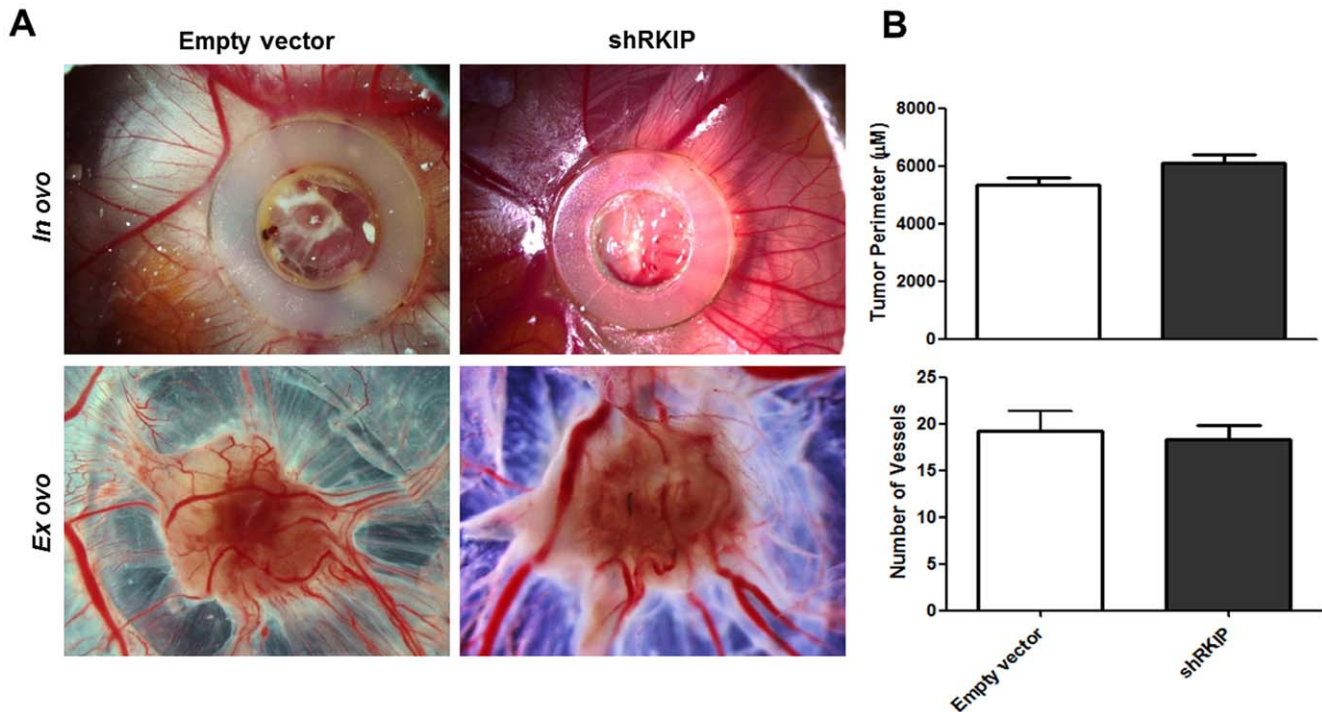 A
Empty vector
shRKIP
In ovo
Ex ovo
B
Tumor Perimeter (µM)
8000
6000
4000
2000
0
Number of Vessels
25
20
15
10
5
0
Empty vector
shRKIP